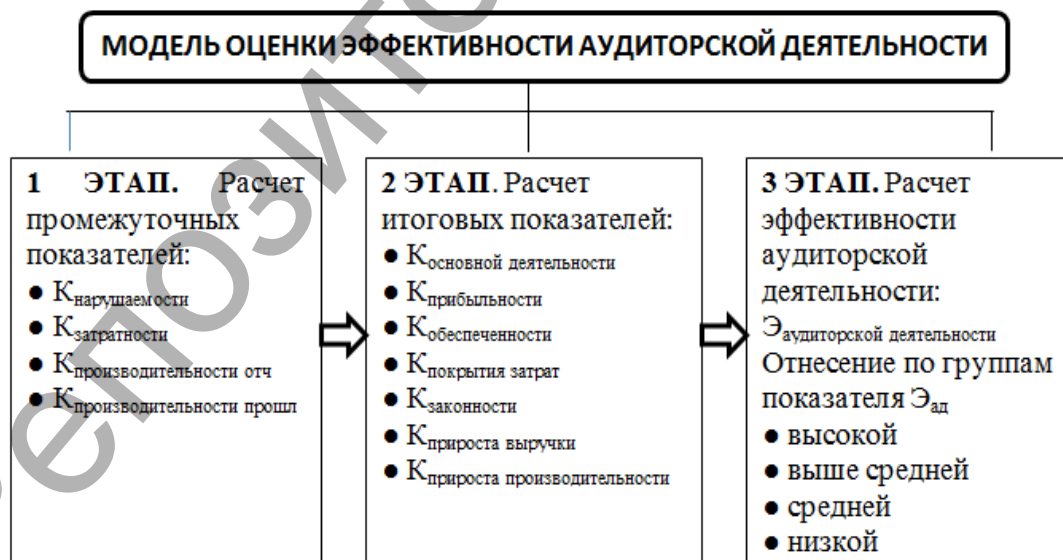 МОДЕЛЬ ОЦЕНКИ ЭФФЕКТИВНОСТИ АУДИТОРСКОЙ ДЕЯТЕЛЬНОСТИ
1 ЭТАП. Расчет
промежуточных
показателей:
● Кнарушаемости
● Кзатратности
● Кпроизводительности отч
● Кпроизводительности прошл
2 ЭТАП. Расчет
итоговых показателей:
● Косновной деятельности
● Кприбыльности
● Кобеспеченности
● Кпокрытия затрат
● Кзаконности
● Кприроста выручки
● Кприроста производительности
3 ЭТАП. Расчет
эффективности
аудиторской
деятельности:
Эаудиторской деятельности
Отнесение по группам
показателя Эад
● высокой
● выше средней
● средней
● низкой